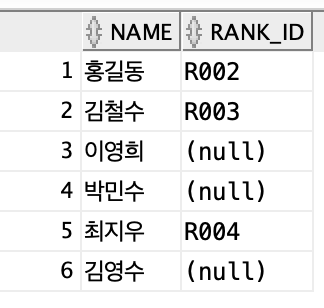 NAME RANK_ID
1 홍길동 R002
2 김철수 R003
3 이영희 (null)
4 박민수 (null)
5 최지우 R004
6 김영수 (null)